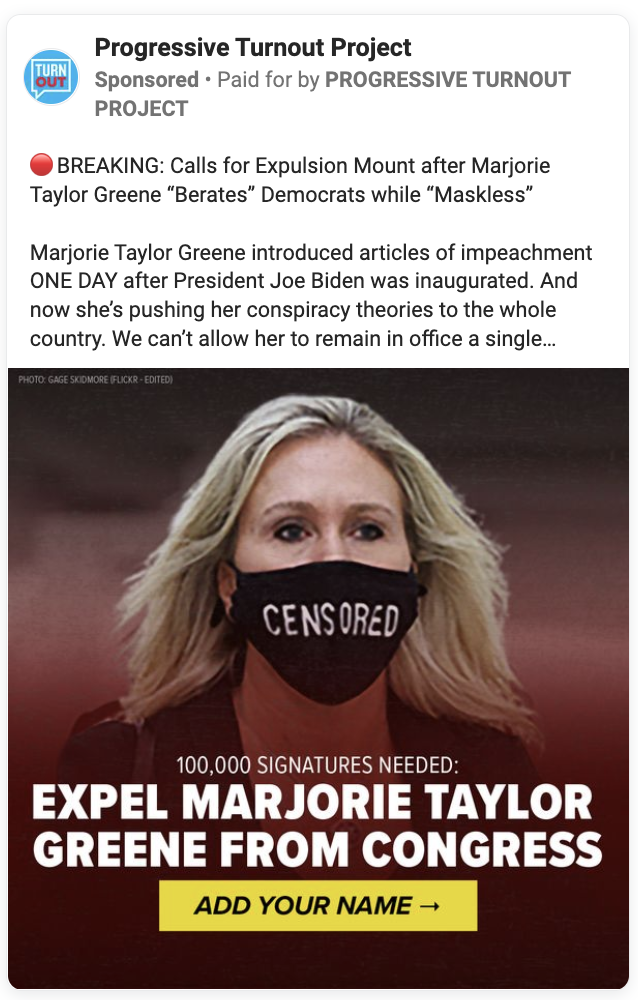 TURN
OUT
Progressive Turnout Project
Sponsored • Paid for by PROGRESSIVE TURNOUT
PROJECT
🔴BREAKING: Calls for Expulsion Mount after Marjorie
Taylor Greene “Berates” Democrats while “Maskless”
Marjorie Taylor Greene introduced articles of impeachment
ONE DAY after President Joe Biden was inaugurated. And
now she’s pushing her conspiracy theories to the whole
country. We can’t allow her to remain in office a single...
PHOTO: GAGE SKIDMORE (FLICKR - EDITED)
CENSORED
100,000 SIGNATURES NEEDED:
EXPEL MARJORIE TAYLOR
GREENE FROM CONGRESS
ADD YOUR NAME →